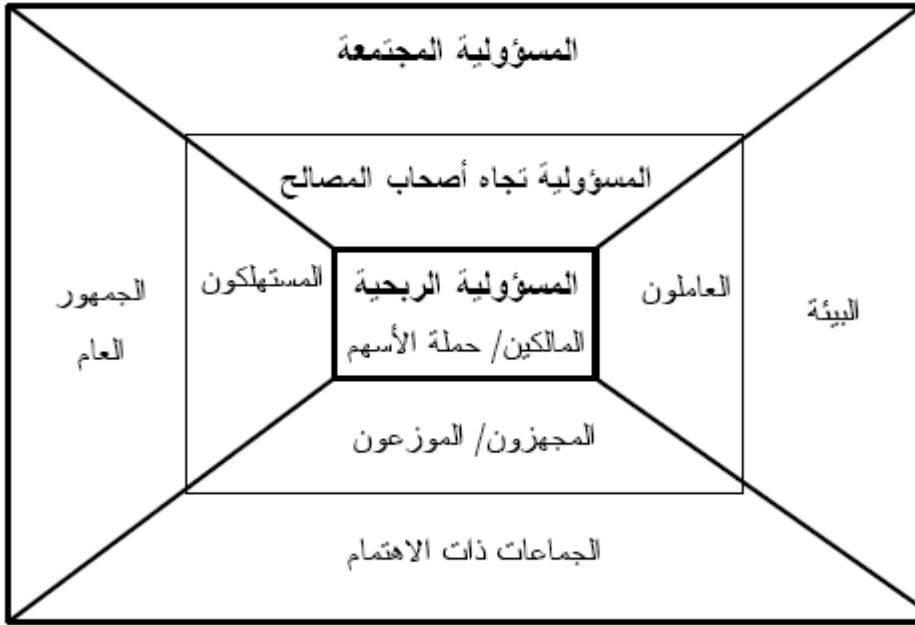 المسؤولية المجتمعة
المسؤولية تجاه أصحاب المصالح
المسؤولية الربحية
المالكين/ حملة الأسهم
العاملون
المستهلكون
البيئة
الجمهور
العام
المجهزون/ الموزعون
الجماعات ذات الاهتمام